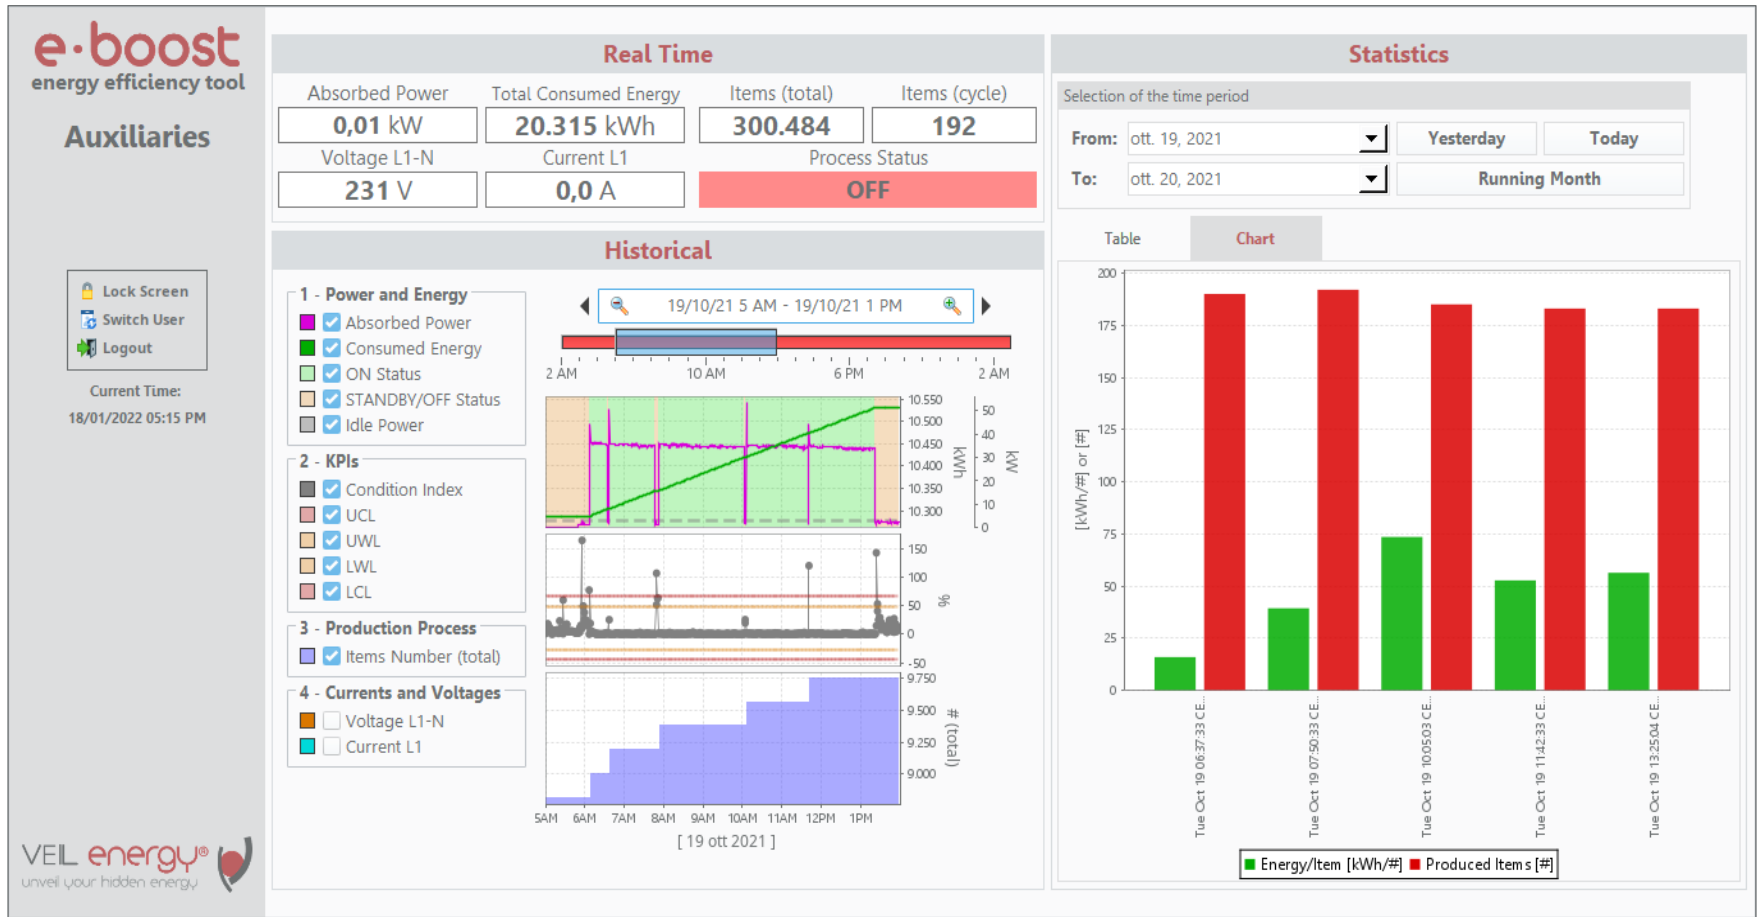 e·boost
energy efficiency tool
Auxiliaries
Lock Screen
Switch User
Logout
Current Time:
18/01/2022 05:15 PM
VEIL energy®
unveil your hidden energy
Real Time
Absorbed Power Total Consumed Energy Items (total) Items (cycle)
0,01 kW 20.315 kWh 300.484 192
Voltage L1-N Current L1 Process Status
231 V 0,0 A OFF
Historical
1 - Power and Energy
Absorbed Power
Consumed Energy
ON Status
STANDBY/OFF Status
Idle Power
2 - KPIs
Condition Index
UCL
UWL
LWL
LCL
3 - Production Process
Items Number (total)
4 - Currents and Voltages
Voltage L1-N
Current L1
19/10/21 5 AM - 19/10/21 1 PM
2 AM 10 AM 6 PM 2 AM
10.550
10.500
10.450
10.400
10.350
10.300
kWh
50
40
30
20
10
0
kW
150
100
50
0
-50
%
9.750
9.500
9.250
9.000
# (total)
5AM 6AM 7AM 8AM 9AM 10AM 11AM 12PM 1PM
[ 19 ott 2021 ]
Statistics
Selection of the time period
From: ott. 19, 2021 Yesterday Today
To: ott. 20, 2021 Running Month
Table Chart
200
175
150
125
100
75
50
25
0
[kWh/#] or [#]
Tue Oct 19 06:37:33 CE...
Tue Oct 19 07:50:33 CE...
Tue Oct 19 10:05:03 CE...
Tue Oct 19 11:42:33 CE...
Tue Oct 19 13:25:04 CE...
Energy/Item [kWh/#] Produced Items [#]